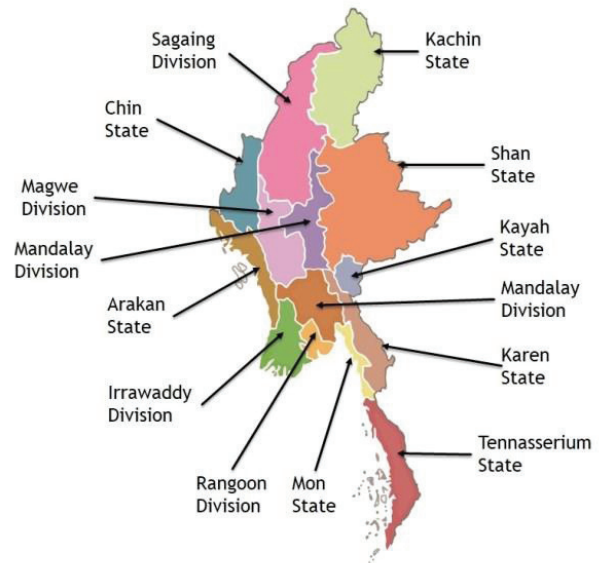 Sagaing
Division
Kachin
State
Chin
State
Shan
State
Magwe
Division
Kayah
State
Mandalay
Division
Mandalay
Division
Arakan
State
Karen
State
Irrawaddy
Division
Tennasserium
State
Rangoon
Division
Mon
State